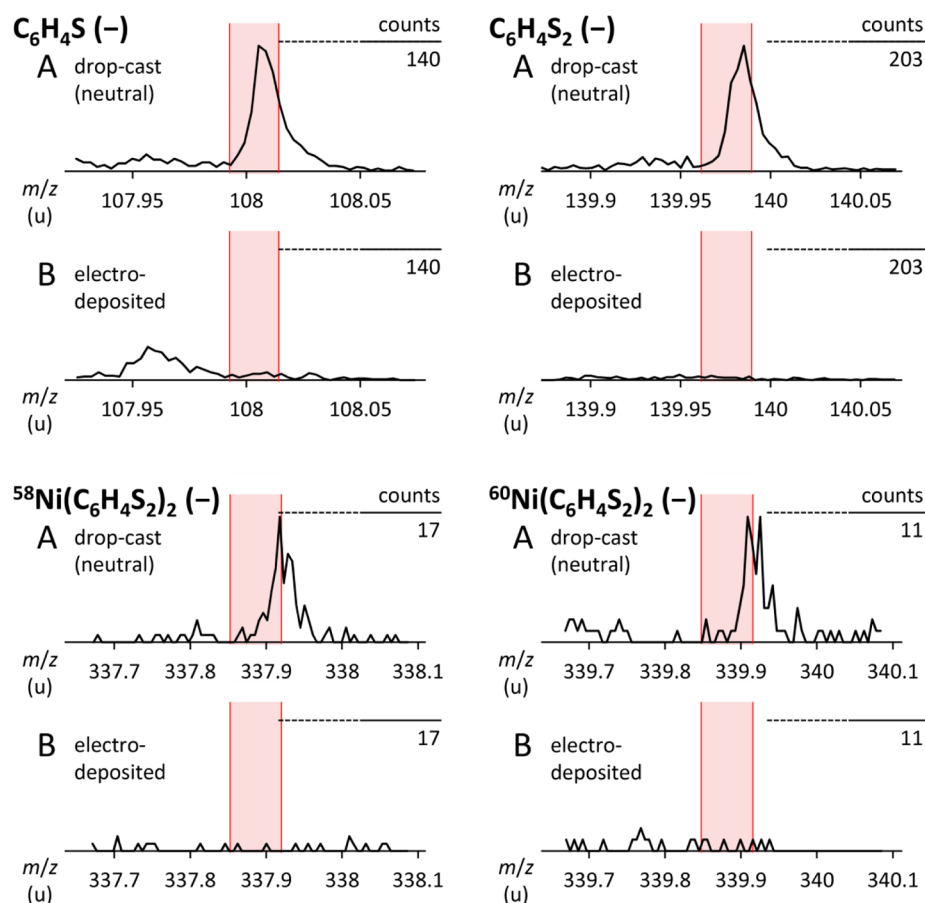 C₆H₄S (–)
counts
A drop-cast (neutral)
140
m/z (u)
107.95 108 108.05
B electro-deposited
140
m/z (u)
107.95 108 108.05
C₆H₄S₂ (–)
counts
A drop-cast (neutral)
203
139.9 139.95 140 140.05
m/z (u)
B electro-deposited
203
m/z (u)
139.9 139.95 140 140.05
⁵⁸Ni(C₆H₄S₂)₂ (–)
counts
A drop-cast (neutral)
17
m/z (u)
337.7 337.8 337.9 338 338.1
B electro-deposited
17
m/z (u)
337.7 337.8 337.9 338 338.1
⁶⁰Ni(C₆H₄S₂)₂ (–)
counts
A drop-cast (neutral)
11
m/z (u)
339.7 339.8 339.9 340 340.1
B electro-deposited
11
m/z (u)
339.7 339.8 339.9 340 340.1